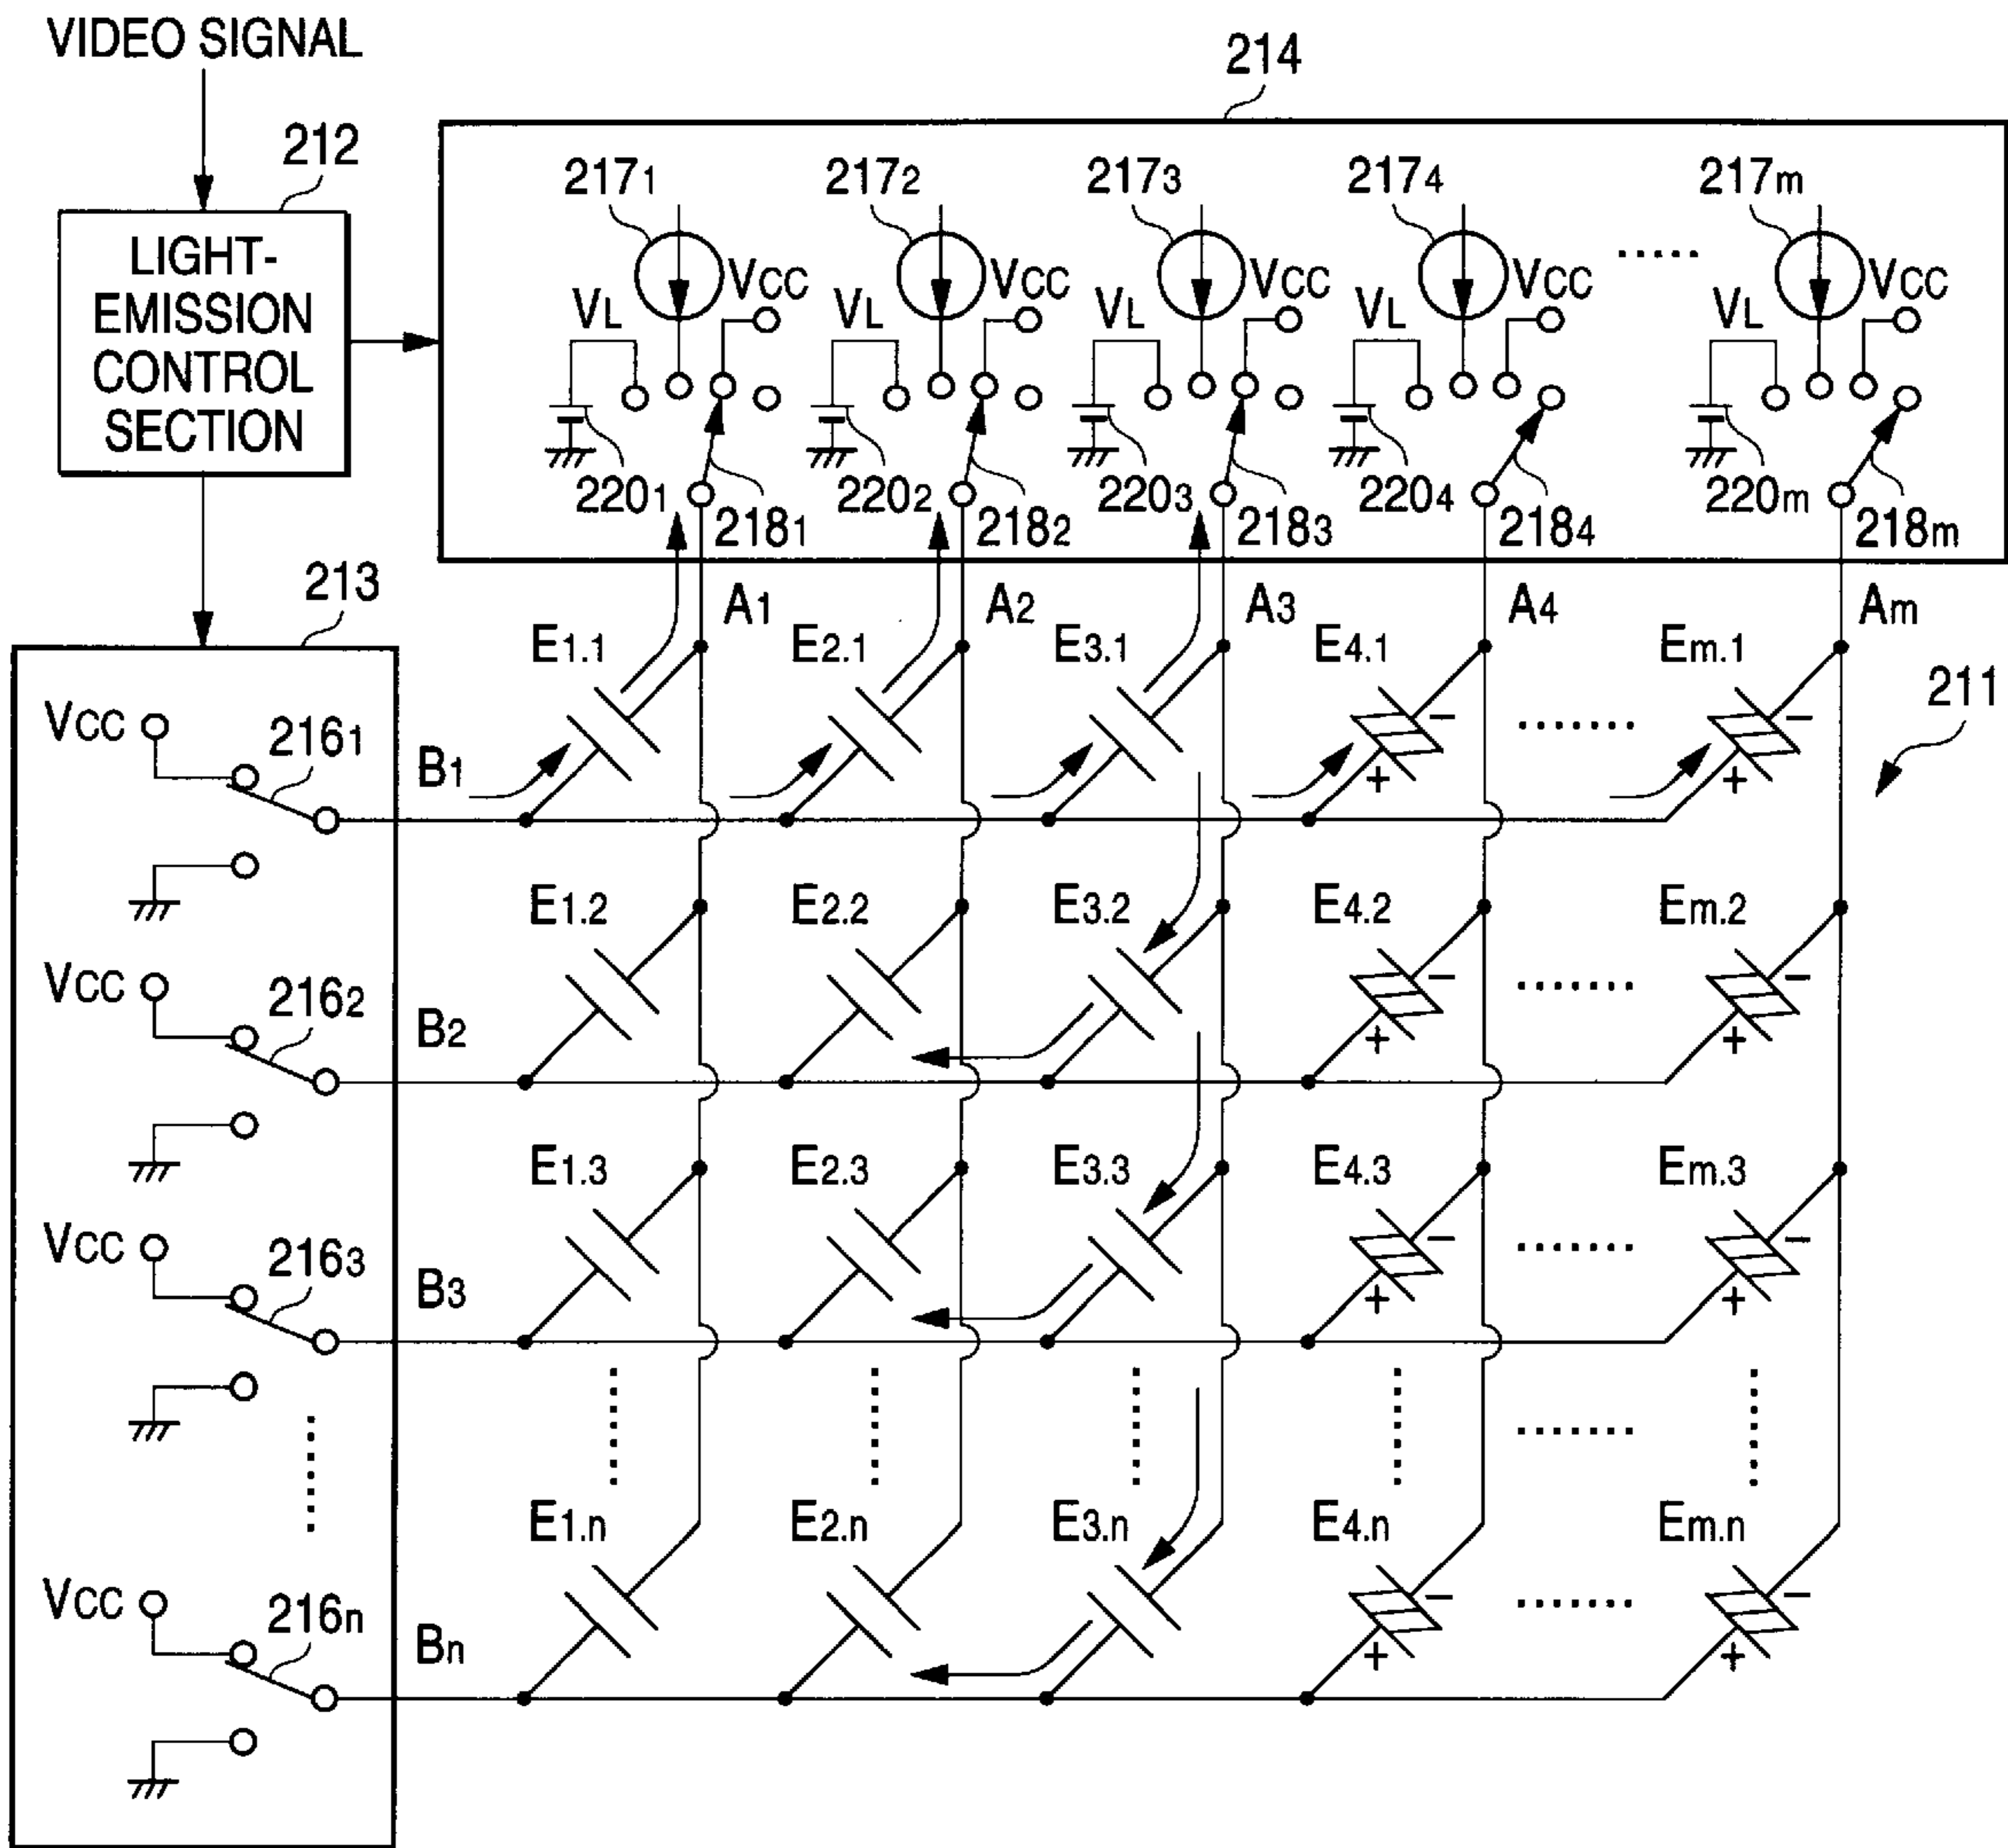 VIDEO SIGNAL
214
212
217₁ 217₂ 217₃ 217₄ ..... 217m
LIGHT-
EMISSION
CONTROL
SECTION
VL VCC VL VCC VL VCC VL VCC VL VCC
220₁ 218₁ 220₂ 218₂ 220₃ 218₃ 220₄ 218₄ 220m 218m
213
A1 A2 A3 A4 Am
E1.1 E2.1 E3.1 E4.1 Em.1
211
VCC 216₁ B1 − ....... −
+ +
E1.2 E2.2 E3.2 E4.2 Em.2
VCC 216₂ B2 − ....... −
+ +
E1.3 E2.3 E3.3 E4.3 Em.3
VCC 216₃ B3 − ....... −
+ +
.......
E1.n E2.n E3.n E4.n Em.n
VCC 216n Bn − ....... −
+ +